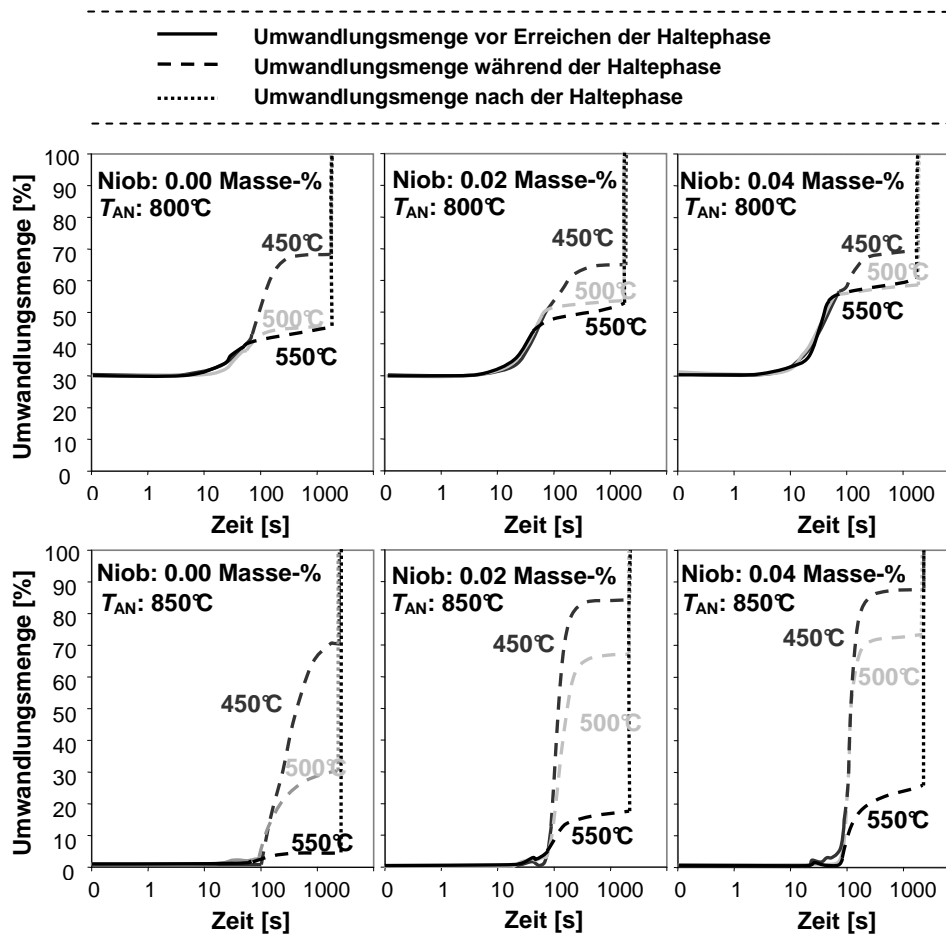 Umwandlungsmenge vor Erreichen der Haltephase
Umwandlungsmenge während der Haltephase
Umwandlungsmenge nach der Haltephase
Umwandlungsmenge [%]
100
90
80
70
60
50
40
30
20
10
0
Niob: 0.00 Masse-%
TAN: 800°C
450°C
500°C
550°C
0 1 10 100 1000
Zeit [s]
Niob: 0.02 Masse-%
TAN: 800°C
450°C
500°C
550°C
0 1 10 100 1000
Zeit [s]
Niob: 0.04 Masse-%
TAN: 800°C
450°C
500°C
550°C
0 1 10 100 1000
Zeit [s]
Umwandlungsmenge [%]
100
90
80
70
60
50
40
30
20
10
0
Niob: 0.00 Masse-%
TAN: 850°C
450°C
500°C
550°C
0 1 10 100 1000
Zeit [s]
Niob: 0.02 Masse-%
TAN: 850°C
450°C
500°C
550°C
0 1 10 100 1000
Zeit [s]
Niob: 0.04 Masse-%
TAN: 850°C
450°C
500°C
550°C
0 1 10 100 1000
Zeit [s]